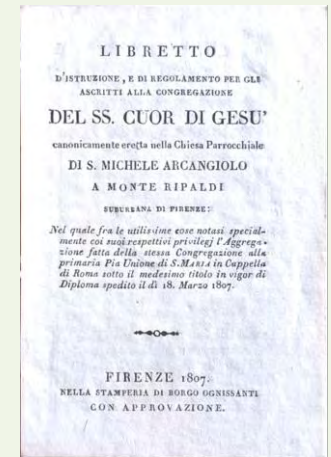 LIBRETTO
D'ISTRUZIONE, E DI REGOLAMENTO PER GLI
ASCRITTI ALLA CONGREGAZIONE
DEL SS. CUOR DI GESU'
canonicamente eretta nella Chiesa Parrocchiale
DI S. MICHELE ARCANGIOLO
A MONTE RIPALDI
SUBURBANA DI FIRENZE:
Nel quale fra le utilissime cose notasi special-
mente coi suoi respettivi privilegj l'Aggrega-
zione fatta della stessa Congregazione alla
primaria Pia Unione di S. MARIA in Cappella
di Roma sotto il medesimo titolo in vigor di
Diploma spedito il dì 18. Marzo 1807.
FIRENZE 1807.
NELLA STAMPERIA DI BORGO OGNISSANTI
CON APPROVAZIONE.